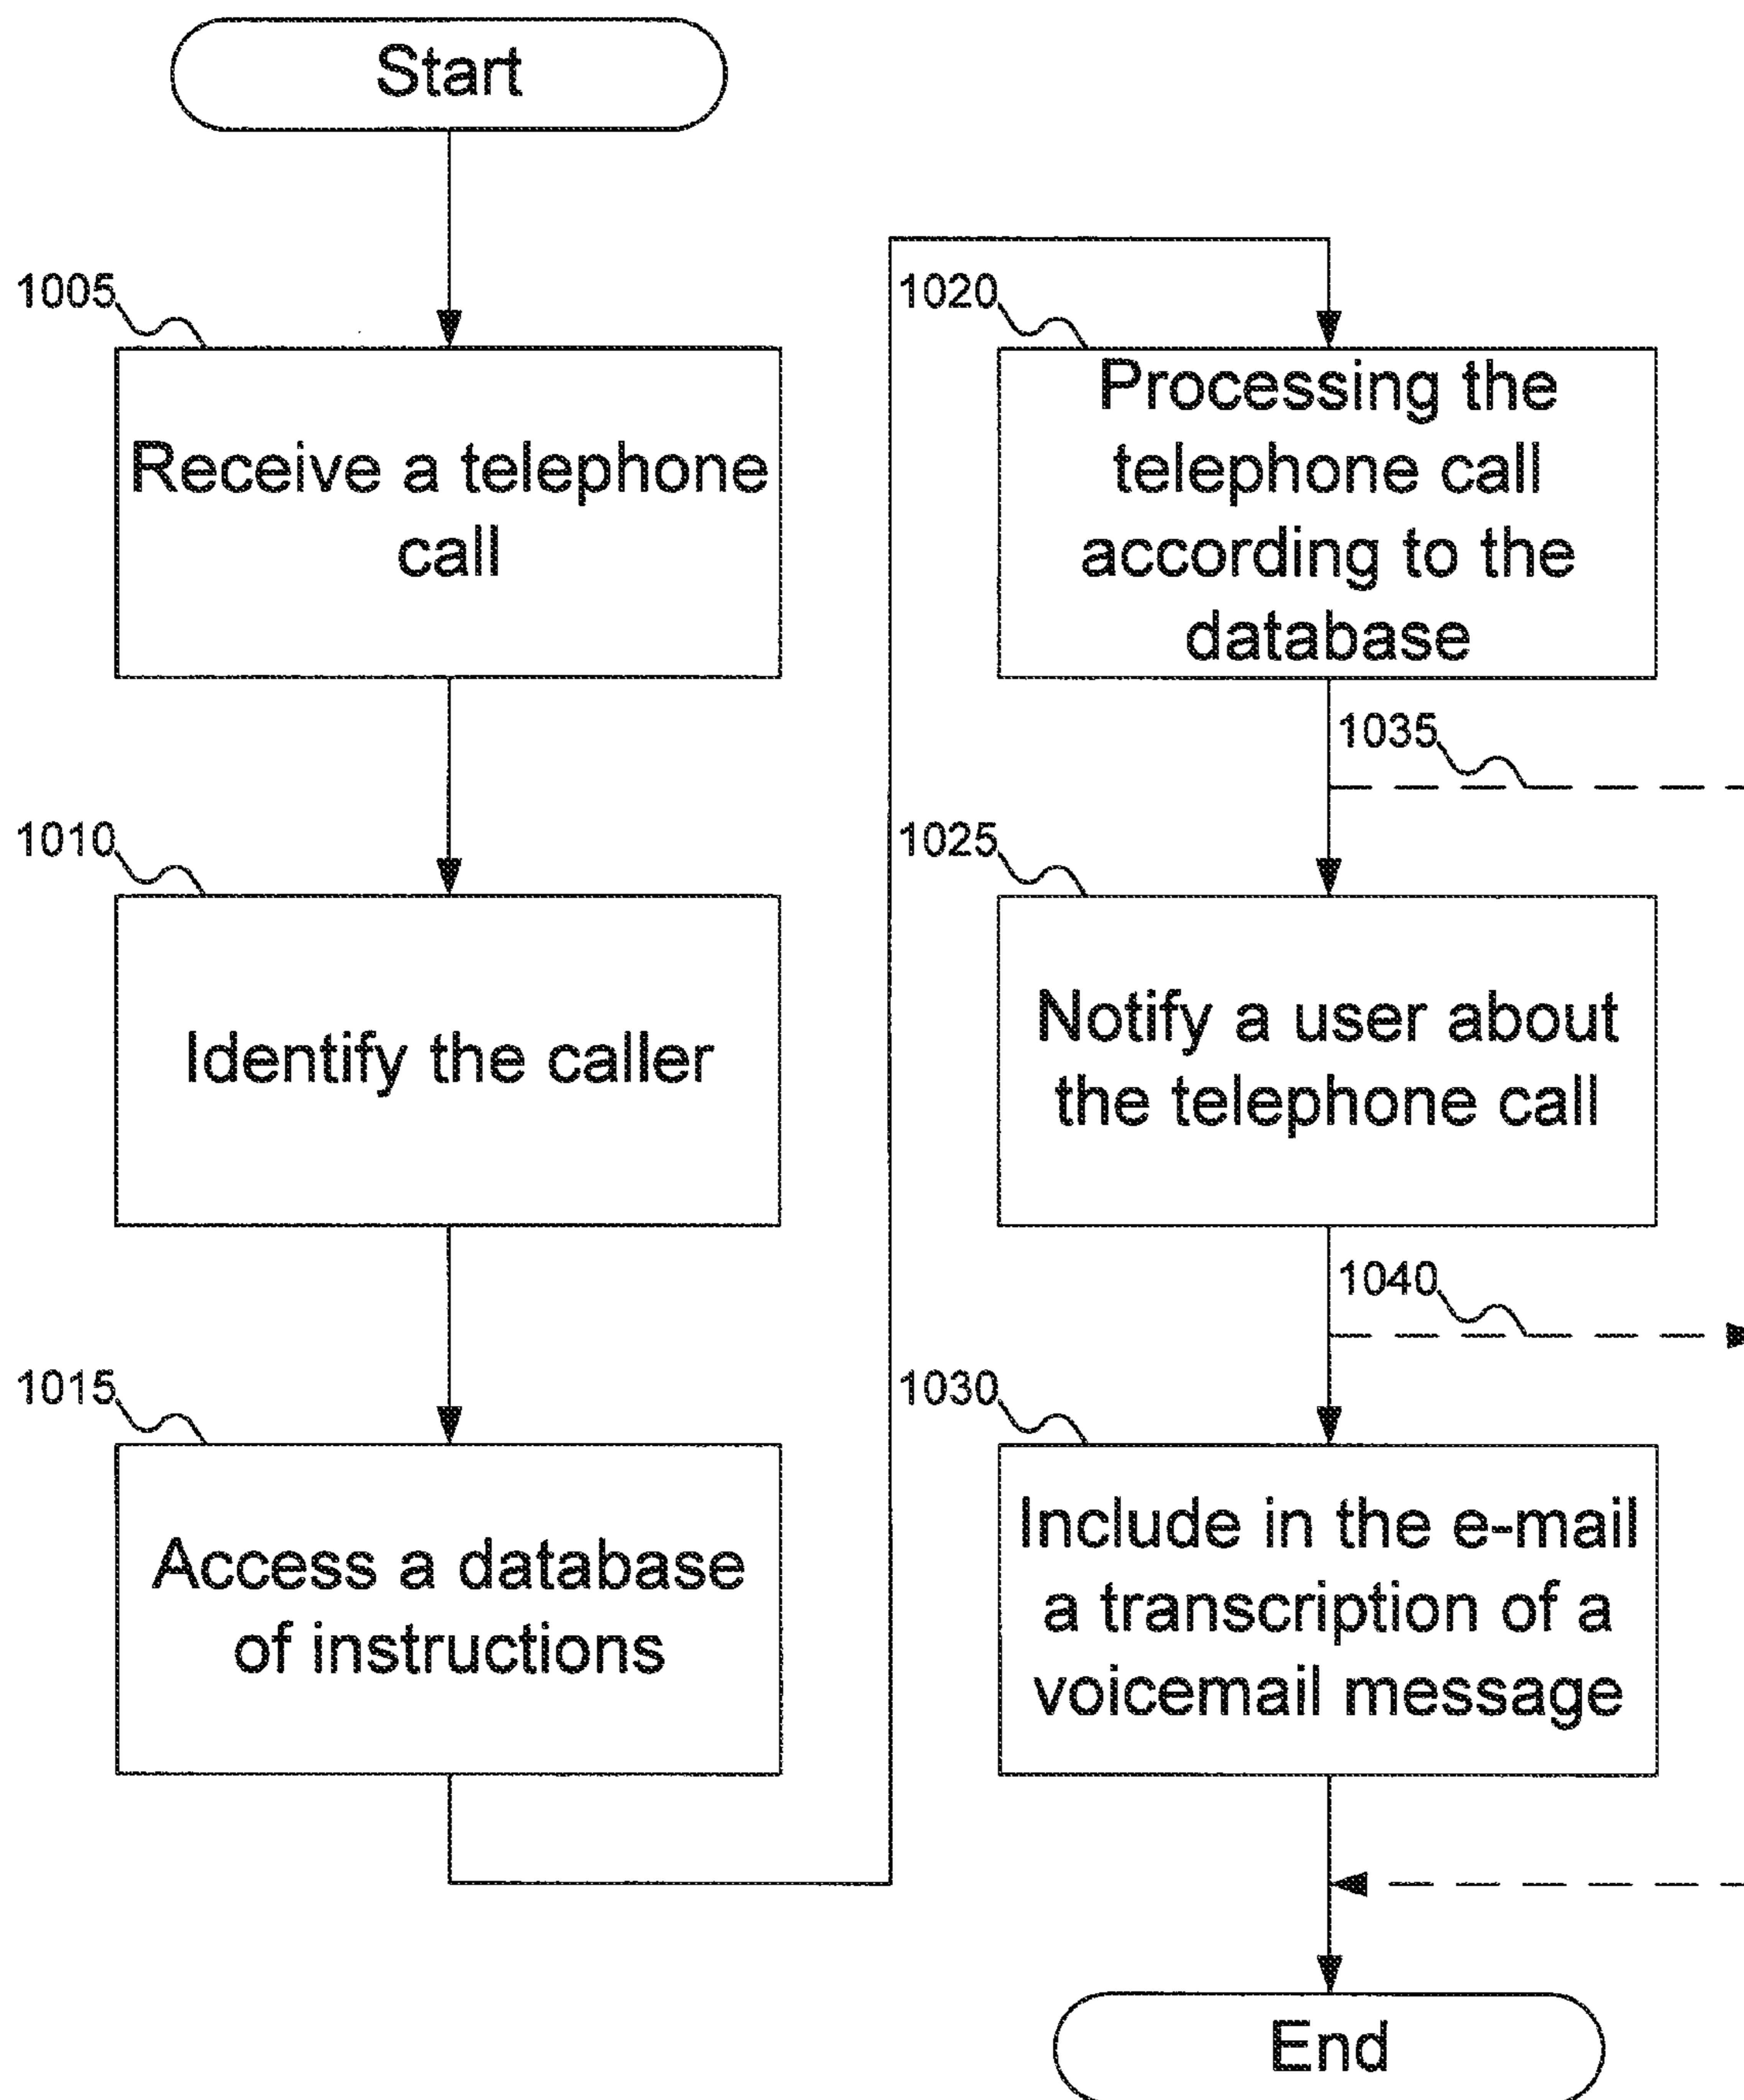 Start
1005
Receive a telephone
call
1010
Identify the caller
1015
Access a database
of instructions
1020
Processing the
telephone call
according to the
database
1035
1025
Notify a user about
the telephone call
1040
1030
Include in the e-mail
a transcription of a
voicemail message
End